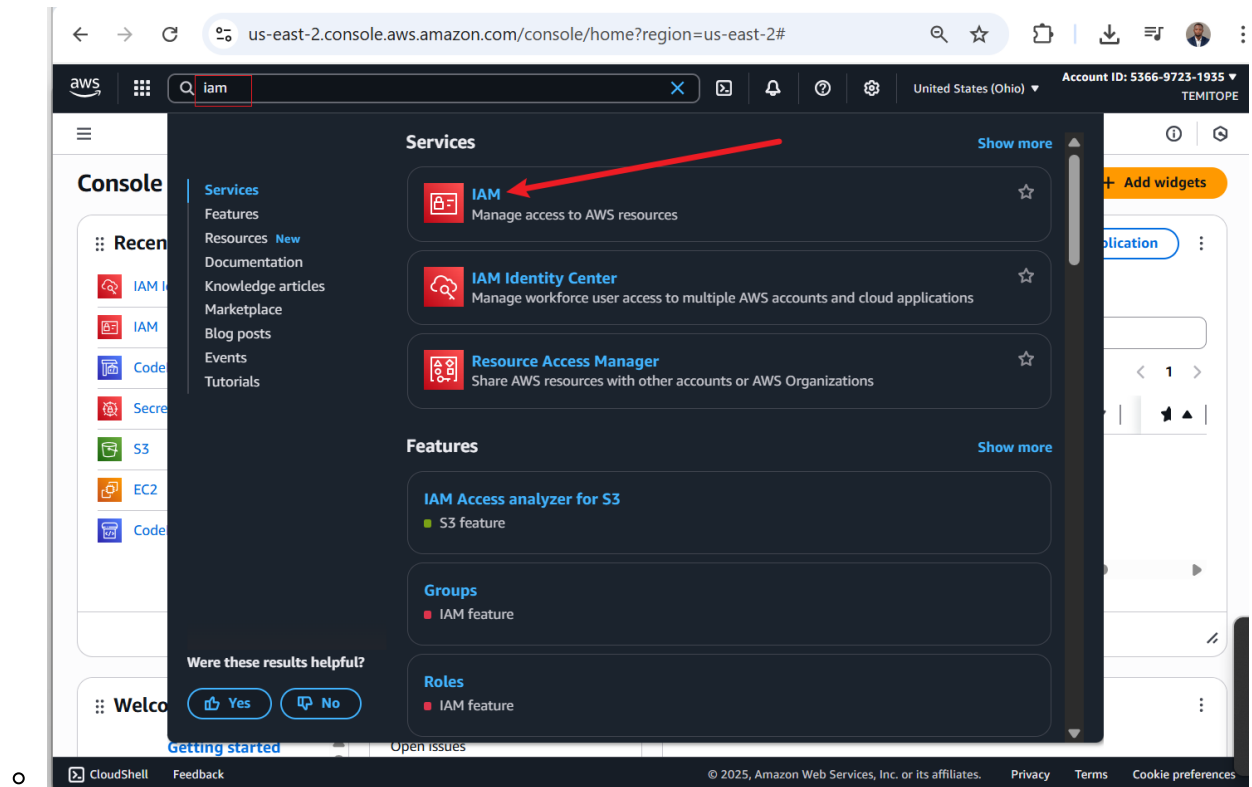 us-east-2.console.aws.amazon.com/console/home?region=us-east-2#
aws
iam
United States (Ohio)
Account ID: 5366-9723-1935
TEMITOPE
Console
Add widgets
Recen
plication
IAM I
IAM
Code
Secre
S3
EC2
Code
1
Services
Features
Resources New
Documentation
Knowledge articles
Marketplace
Blog posts
Events
Tutorials
Services
Show more
IAM
Manage access to AWS resources
IAM Identity Center
Manage workforce user access to multiple AWS accounts and cloud applications
Resource Access Manager
Share AWS resources with other accounts or AWS Organizations
Features
Show more
IAM Access analyzer for S3
S3 feature
Groups
IAM feature
Roles
IAM feature
Were these results helpful?
Yes
No
Welco
Getting started
Open issues
CloudShell
Feedback
© 2025, Amazon Web Services, Inc. or its affiliates.
Privacy
Terms
Cookie preferences